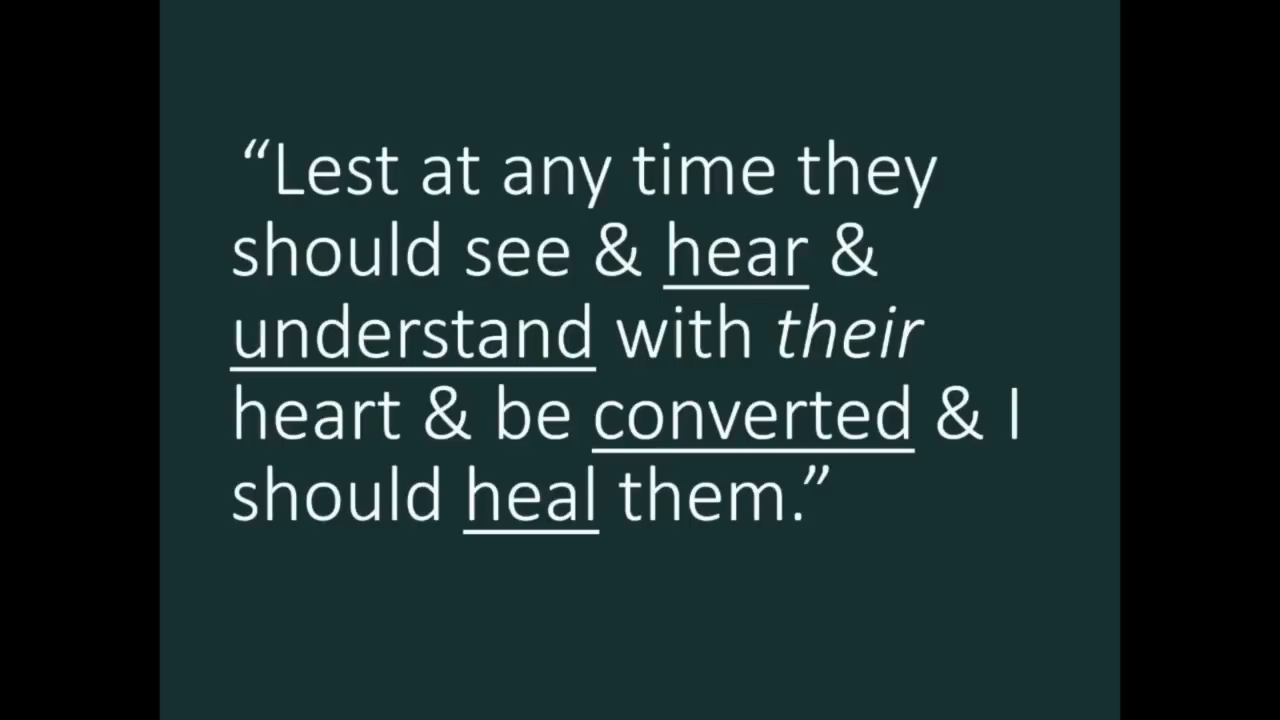 “Lest at any time they
should see & hear &
understand with their
heart & be converted & I
should heal them.”